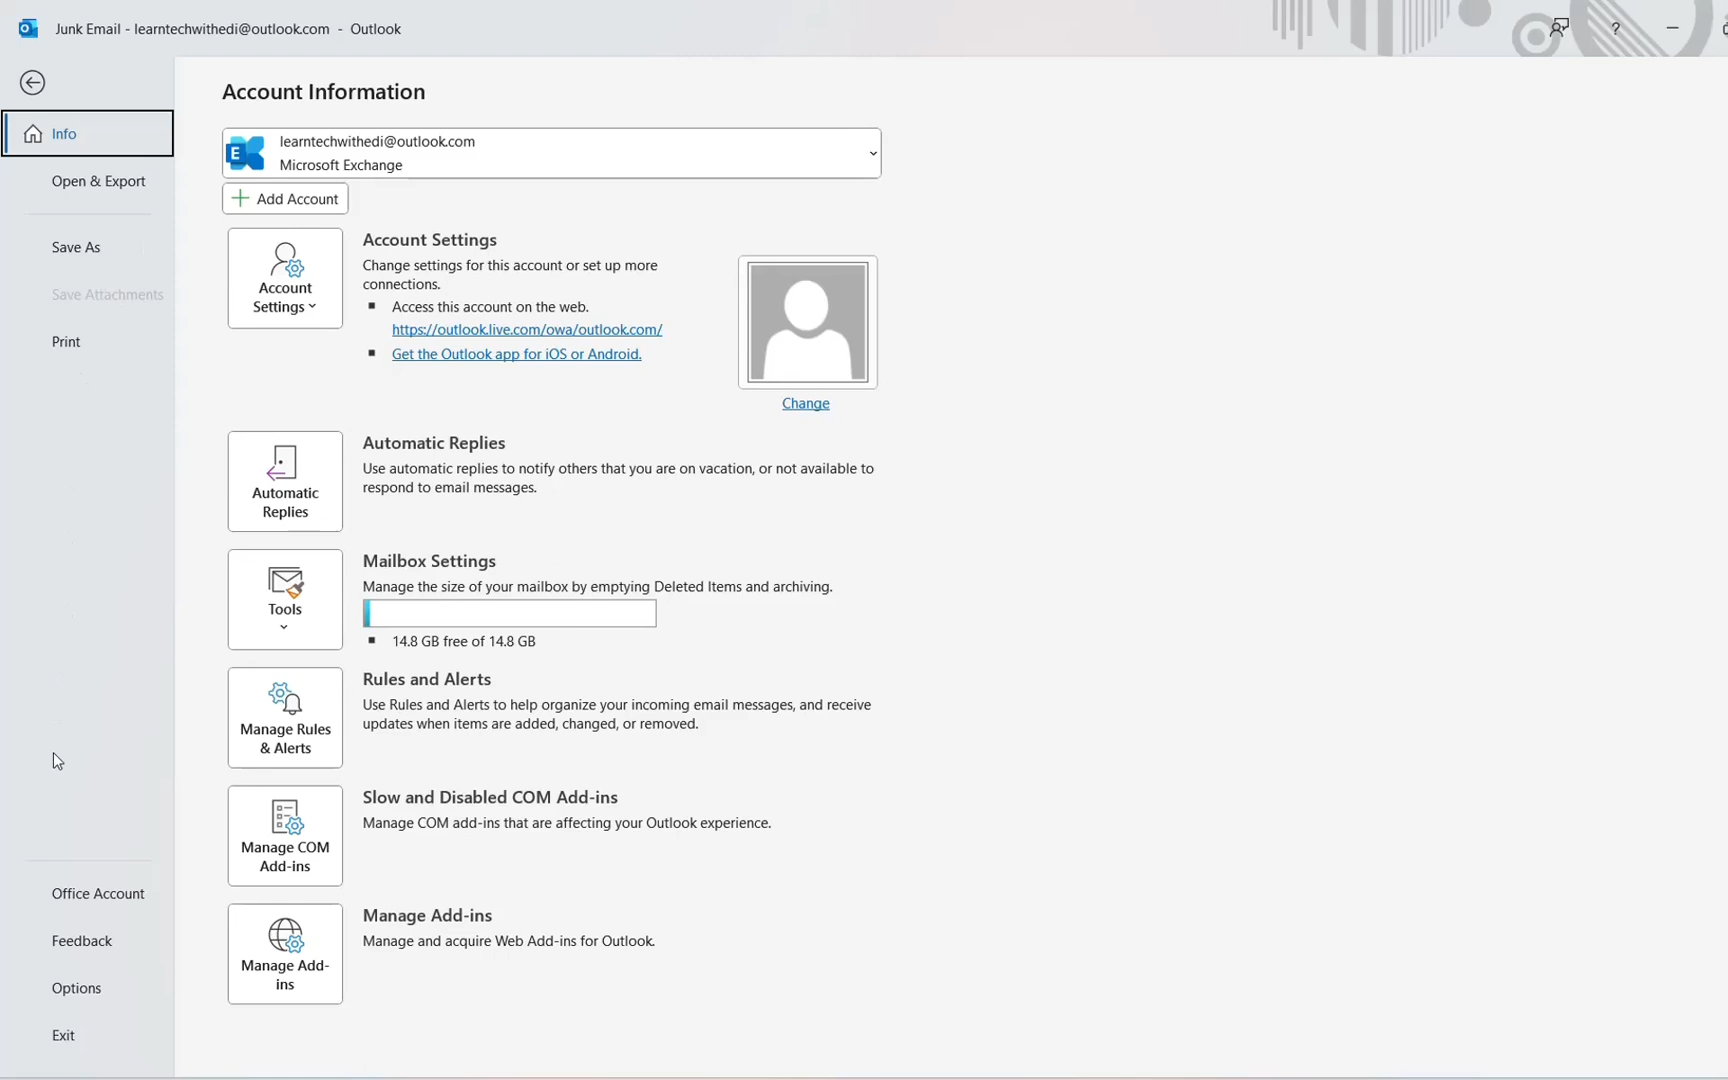 Junk Email - learntechwithedi@outlook.com - Outlook
?
Info
Open & Export
Save As
Save Attachments
Print
Office Account
Feedback
Options
Exit
Account Information
E
learntechwithedi@outlook.com
Microsoft Exchange
Add Account
Account
Settings
Account Settings
Change settings for this account or set up more
connections.
Access this account on the web.
https://outlook.live.com/owa/outlook.com/
Get the Outlook app for iOS or Android.
Change
Automatic
Replies
Automatic Replies
Use automatic replies to notify others that you are on vacation, or not available to
respond to email messages.
Tools
Mailbox Settings
Manage the size of your mailbox by emptying Deleted Items and archiving.
14.8 GB free of 14.8 GB
Manage Rules
& Alerts
Rules and Alerts
Use Rules and Alerts to help organize your incoming email messages, and receive
updates when items are added, changed, or removed.
Manage COM
Add-ins
Slow and Disabled COM Add-ins
Manage COM add-ins that are affecting your Outlook experience.
Manage Add-
ins
Manage Add-ins
Manage and acquire Web Add-ins for Outlook.